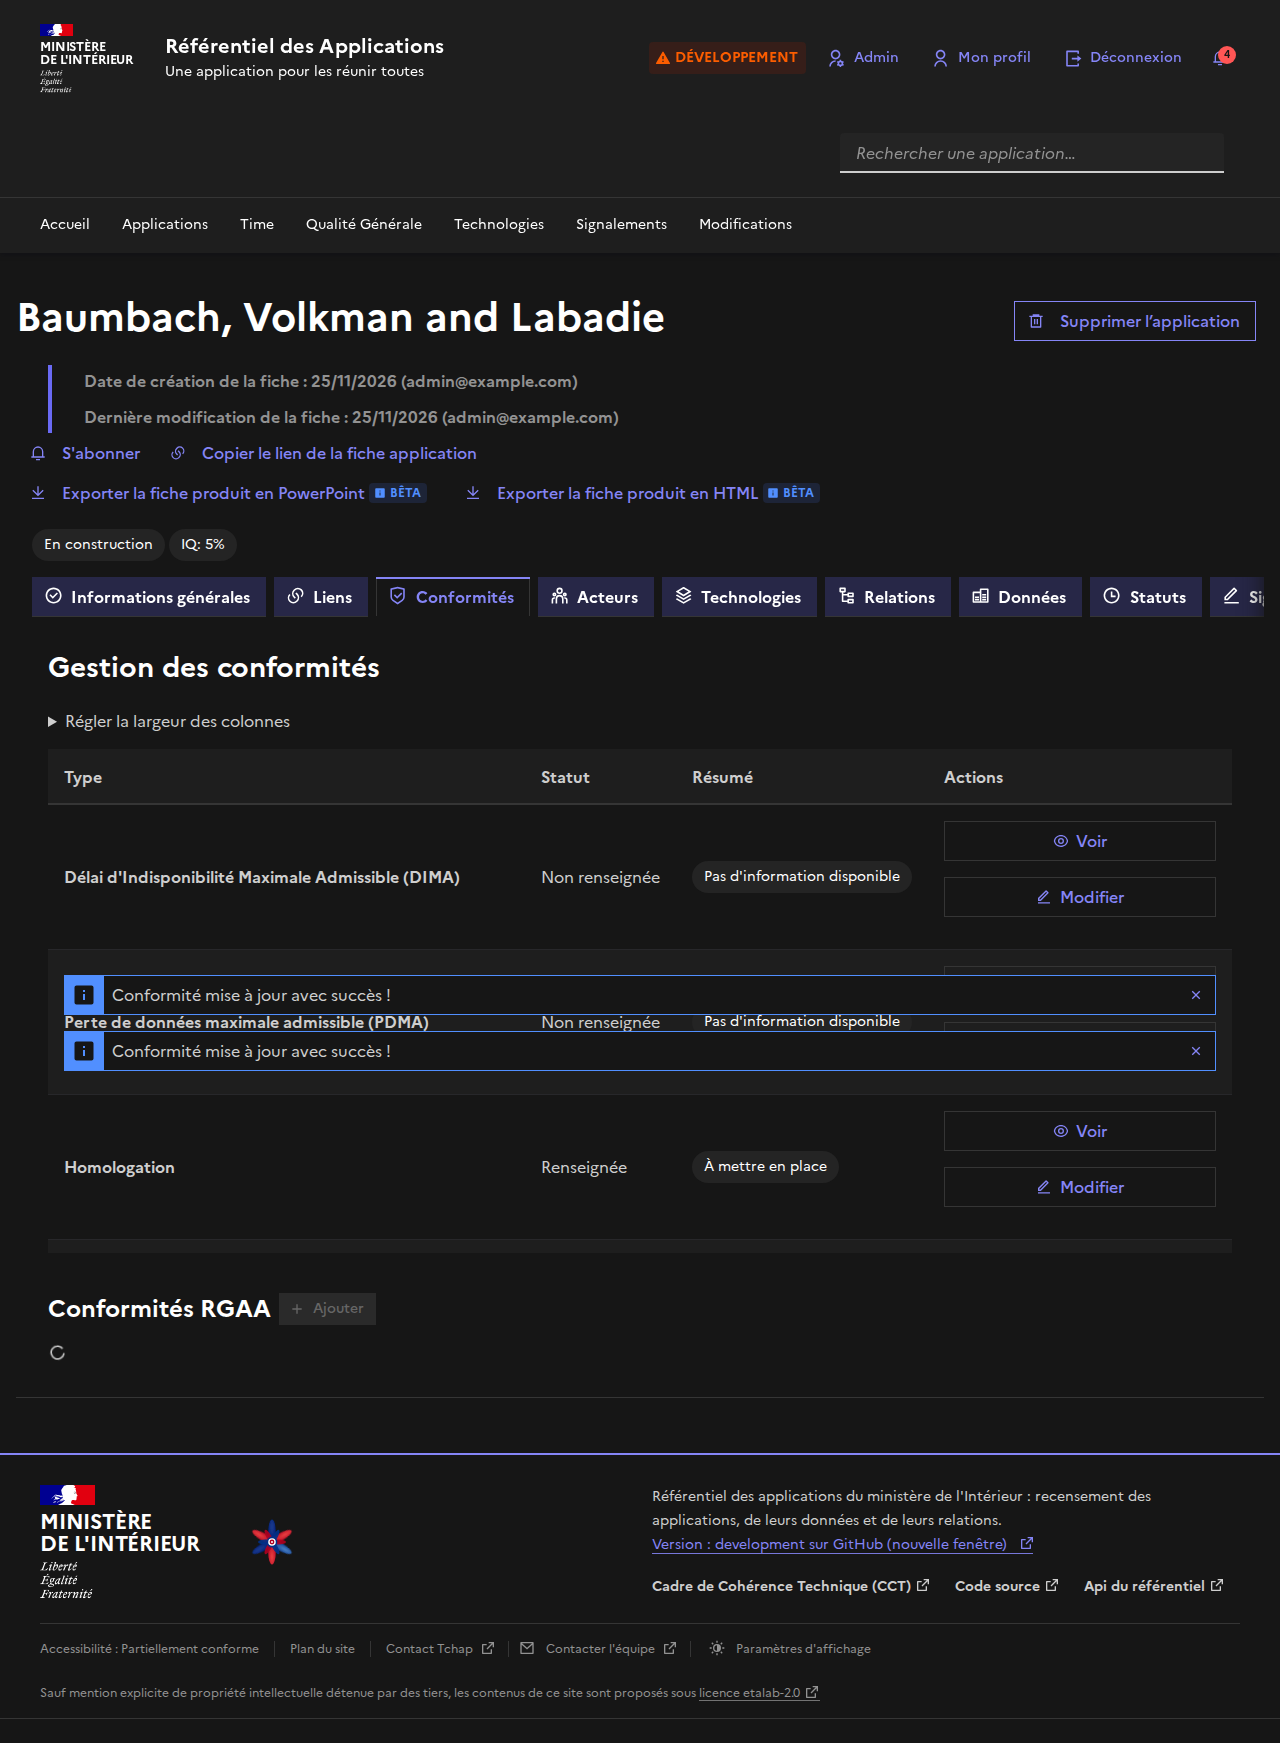 MINISTÈRE
DE L'INTÉRIEUR
Liberté
Égalité
Fraternité
Référentiel des Applications
Une application pour les réunir toutes
DÉVELOPPEMENT
Admin
Mon profil
Déconnexion
4
Rechercher une application…
Accueil
Applications
Time
Qualité Générale
Technologies
Signalements
Modifications
Baumbach, Volkman and Labadie
Supprimer l’application
Date de création de la fiche : 25/11/2026 (admin@example.com)
Dernière modification de la fiche : 25/11/2026 (admin@example.com)
S'abonner
Copier le lien de la fiche application
Exporter la fiche produit en PowerPoint BÊTA
Exporter la fiche produit en HTML BÊTA
En construction
IQ: 5%
Informations générales
Liens
Conformités
Acteurs
Technologies
Relations
Données
Statuts
Gestion des conformités
Régler la largeur des colonnes
Type
Statut
Résumé
Actions
Délai d'Indisponibilité Maximale Admissible (DIMA)
Non renseignée
Pas d'information disponible
Voir
Modifier
Conformité mise à jour avec succès !
Perte de données maximale admissible (PDMA)
Non renseignée
Pas d'information disponible
Conformité mise à jour avec succès !
Homologation
Renseignée
À mettre en place
Voir
Modifier
Conformités RGAA
Ajouter
MINISTÈRE
DE L'INTÉRIEUR
Liberté
Égalité
Fraternité
Référentiel des applications du ministère de l'Intérieur : recensement des
applications, de leurs données et de leurs relations.
Version : development sur GitHub (nouvelle fenêtre)
Cadre de Cohérence Technique (CCT)
Code source
Api du référentiel
Accessibilité : Partiellement conforme
Plan du site
Contact Tchap
Contacter l'équipe
Paramètres d'affichage
Sauf mention explicite de propriété intellectuelle détenue par des tiers, les contenus de ce site sont proposés sous licence etalab-2.0